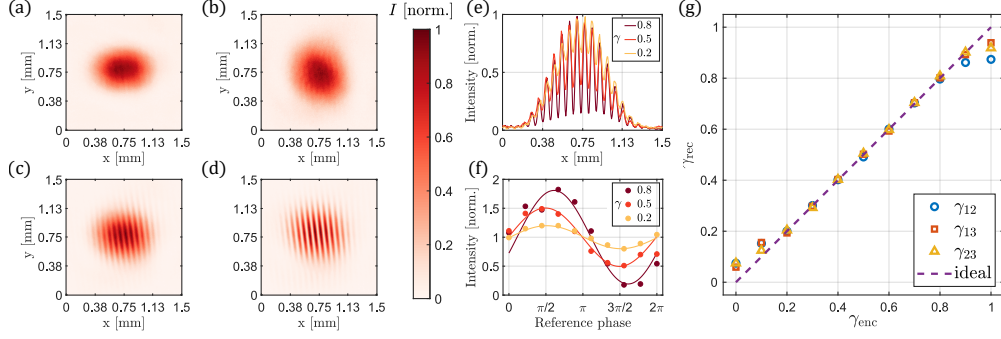 (a)
1.5
1.13
0.75
0.38
0
y [mm]
0 0.38 0.75 1.13 1.5
x [mm]
(b)
1.5
1.13
0.75
0.38
0
y [mm]
0 0.38 0.75 1.13 1.5
x [mm]
I [norm.]
1
0.8
0.6
0.4
0.2
0
(c)
1.5
1.13
0.75
0.38
0
y [mm]
0 0.38 0.75 1.13 1.5
x [mm]
(d)
1.5
1.13
0.75
0.38
0
y [mm]
0 0.38 0.75 1.13 1.5
x [mm]
(e)
1
0.5
0
Intensity [norm.]
γ
0.8
0.5
0.2
0 0.38 0.75 1.13 1.5
x [mm]
(f)
2
1.5
1
0.5
0
Intensity [norm.]
γ
0.8
0.5
0.2
0 π/2 π 3π/2 2π
Reference phase
(g)
1
0.8
0.6
0.4
0.2
0
γrec
γ12
γ13
γ23
ideal
0 0.2 0.4 0.6 0.8 1
γenc